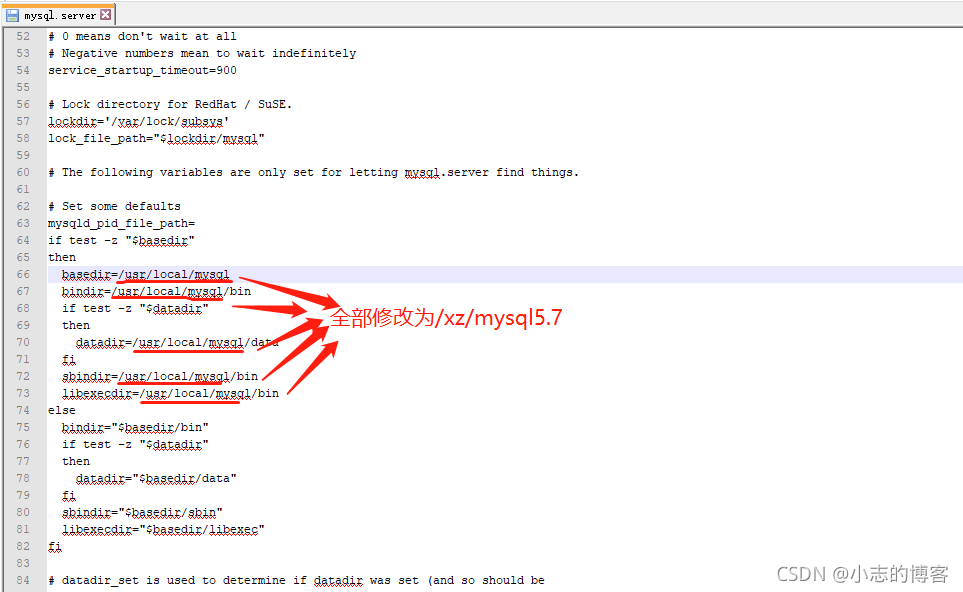 mysql.server
52 # 0 means don't wait at all
53 # Negative numbers mean to wait indefinitely
54 service_startup_timeout=900
55
56 # Lock directory for RedHat / SuSE.
57 lockdir='/var/lock/subsys'
58 lock_file_path="$lockdir/mysql"
59
60 # The following variables are only set for letting mysql.server find things.
61
62 # Set some defaults
63 mysqld_pid_file_path=
64 if test -z "$basedir"
65 then
66   basedir=/usr/local/mysql
67   bindir=/usr/local/mysql/bin
68   if test -z "$datadir"
全部修改为/xz/mysql5.7
69   then
70     datadir=/usr/local/mysql/data
71   fi
72   sbindir=/usr/local/mysql/bin
73   libexecdir=/usr/local/mysql/bin
74 else
75   bindir="$basedir/bin"
76   if test -z "$datadir"
77   then
78     datadir="$basedir/data"
79   fi
80   sbindir="$basedir/sbin"
81   libexecdir="$basedir/libexec"
82 fi
83
84 # datadir_set is used to determine if datadir was set (and so should be
CSDN @小志的博客